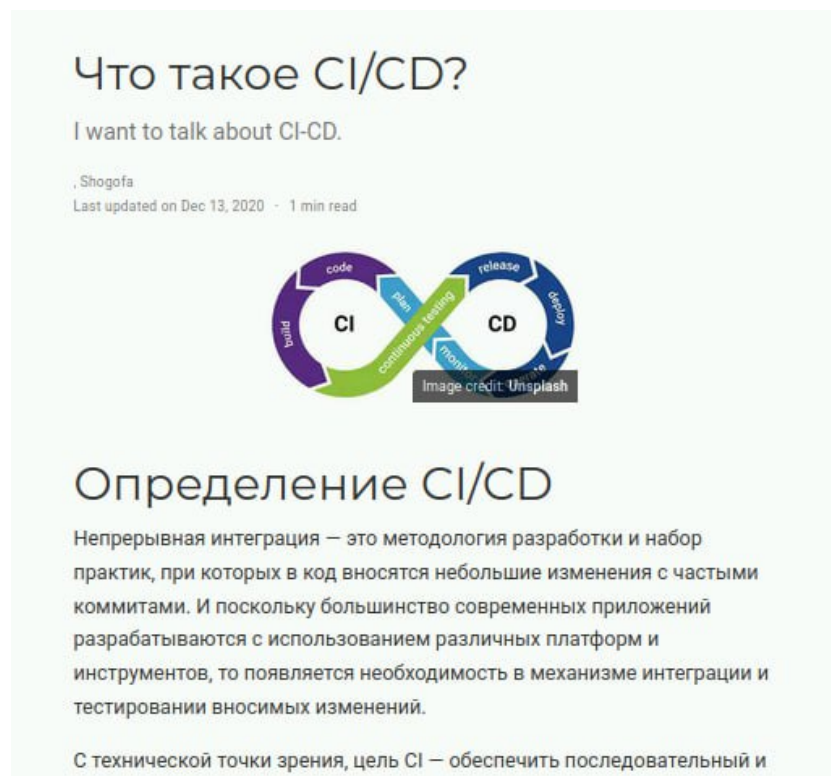 Что такое CI/CD?
I want to talk about CI-CD.
, Shogofa
Last updated on Dec 13, 2020 · 1 min read
code
release
plan
deploy
build
CI
continuous testing
CD
Image credit: Unsplash
Определение CI/CD
Непрерывная интеграция — это методология разработки и набор
практик, при которых в код вносятся небольшие изменения с частыми
коммитами. И поскольку большинство современных приложений
разрабатываются с использованием различных платформ и
инструментов, то появляется необходимость в механизме интеграции и
тестировании вносимых изменений.
С технической точки зрения, цель CI — обеспечить последовательный и